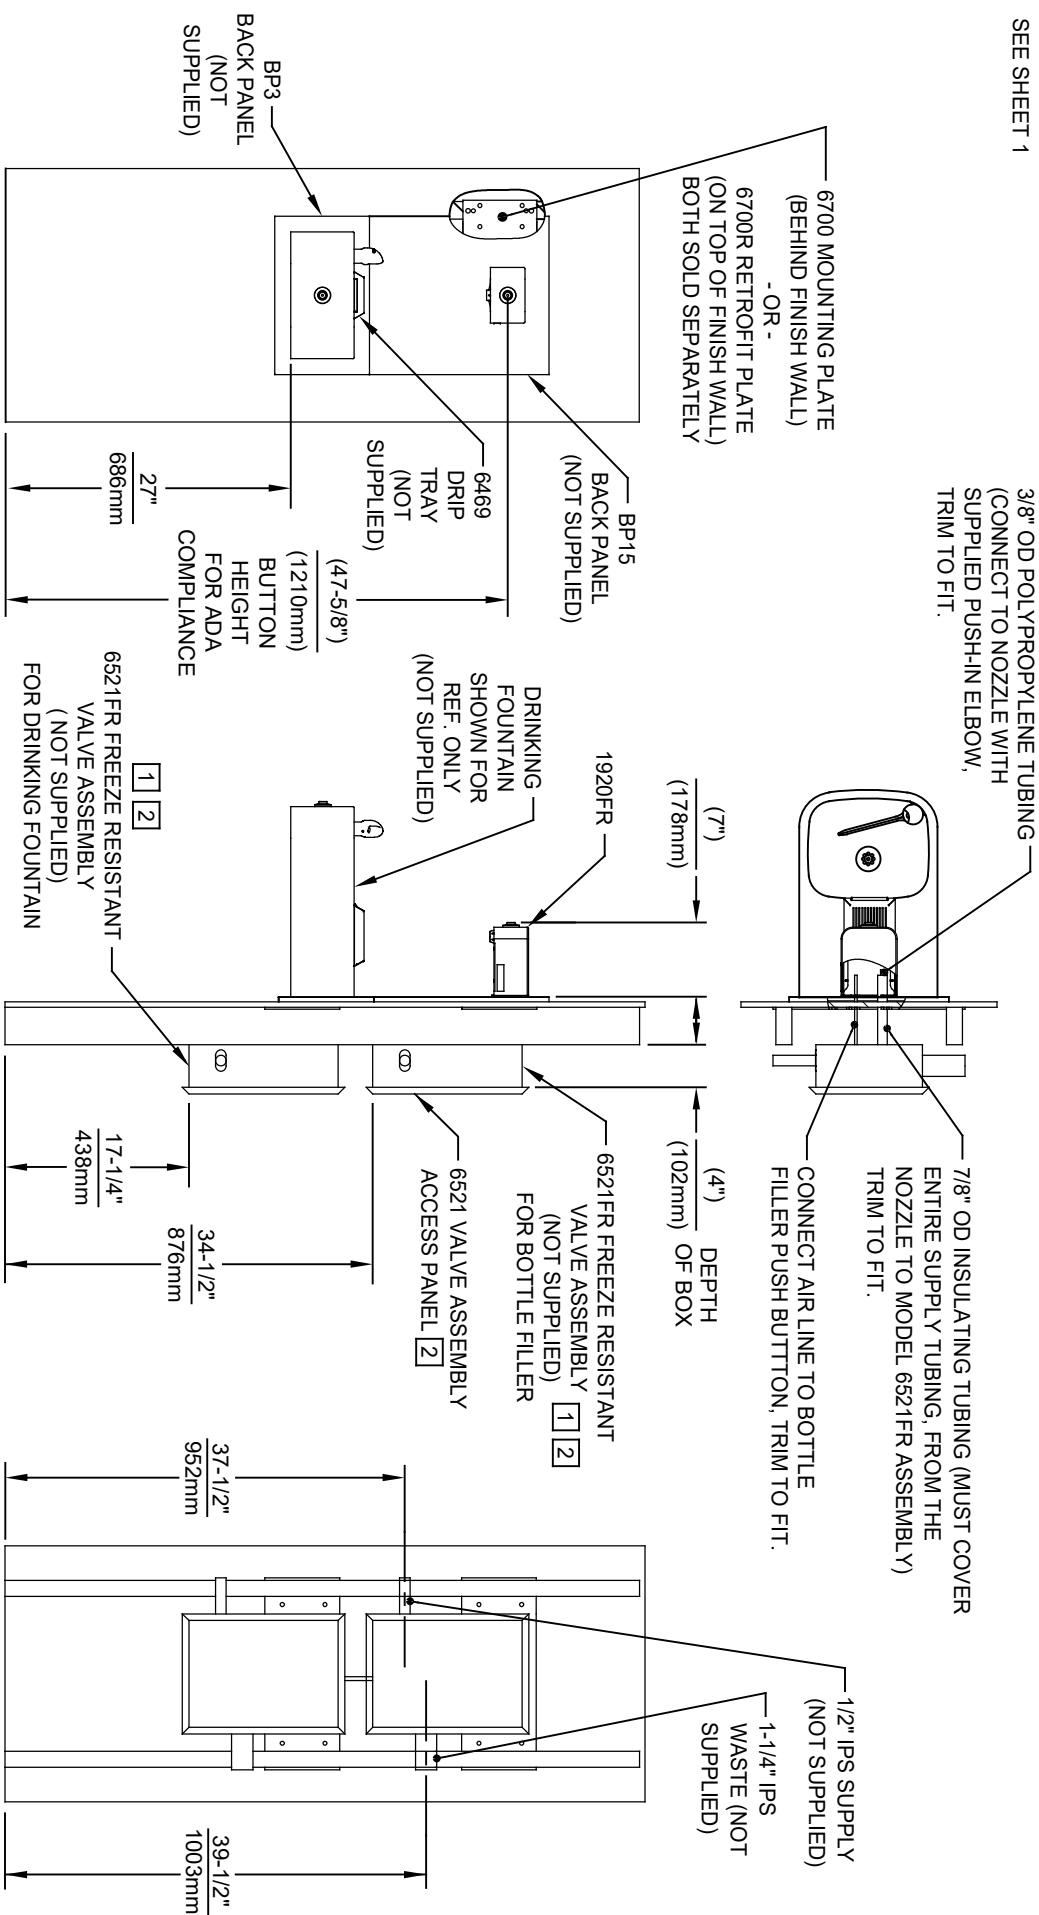 SEE SHEET 1
3/8" OD POLYPROPYLENE TUBING
(CONNECT TO NOZZLE WITH
SUPPLIED PUSH-IN ELBOW,
TRIM TO FIT.
7/8" OD INSULATING TUBING (MUST COVER
ENTIRE SUPPLY TUBING, FROM THE
NOZZLE TO MODEL 6521FR ASSEMBLY)
TRIM TO FIT.
CONNECT AIR LINE TO BOTTLE
FILLER PUSH BUTTTON, TRIM TO FIT.
6700 MOUNTING PLATE
(BEHIND FINISH WALL)
- OR -
6700R RETROFIT PLATE
(ON TOP OF FINISH WALL)
BOTH SOLD SEPARATELY
BP15
BACK PANEL
(NOT SUPPLIED)
6469
DRIP
TRAY
(NOT
SUPPLIED)
BP3
BACK PANEL
(NOT
SUPPLIED)
27"
686mm
(47-5/8")
(1210mm)
BUTTON
HEIGHT
FOR ADA
COMPLIANCE
(7")
(178mm)
(4")
(102mm)
DEPTH
OF BOX
1920FR
DRINKING
FOUNTAIN
SHOWN FOR
REF. ONLY
(NOT SUPPLIED)
6521FR FREEZE RESISTANT
VALVE ASSEMBLY
(NOT SUPPLIED)
FOR BOTTLE FILLER
1 2
6521 VALVE ASSEMBLY
ACCESS PANEL 2
1 2
6521FR FREEZE RESISTANT
VALVE ASSEMBLY
( NOT SUPPLIED)
FOR DRINKING FOUNTAIN
17-1/4"
438mm
34-1/2"
876mm
1/2" IPS SUPPLY
(NOT SUPPLIED)
1-1/4" IPS
WASTE (NOT
SUPPLIED)
37-1/2"
952mm
39-1/2"
1003mm